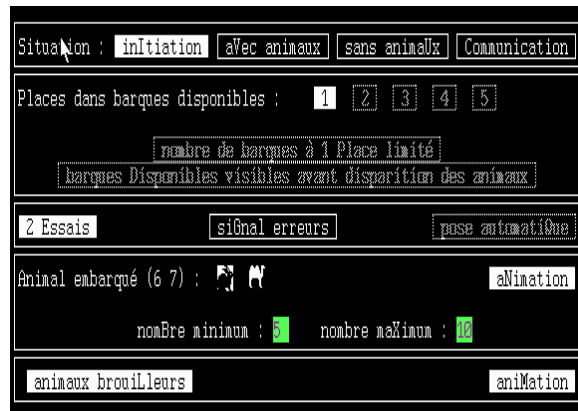 Situation : inItiation aVec animaux sans animaUx Communication
Places dans barques disponibles : 1 2 3 4 5
nombre de barques à 1 Place limité
barques Disponibles visibles avant disparition des animaux
2 Essais siGnal erreurs pose automatiQue
Animal embarqué (6 7) : aNimation
nomBre minimum : 5 nombre maXimum : 10
animaux brouiLleurs aniMation